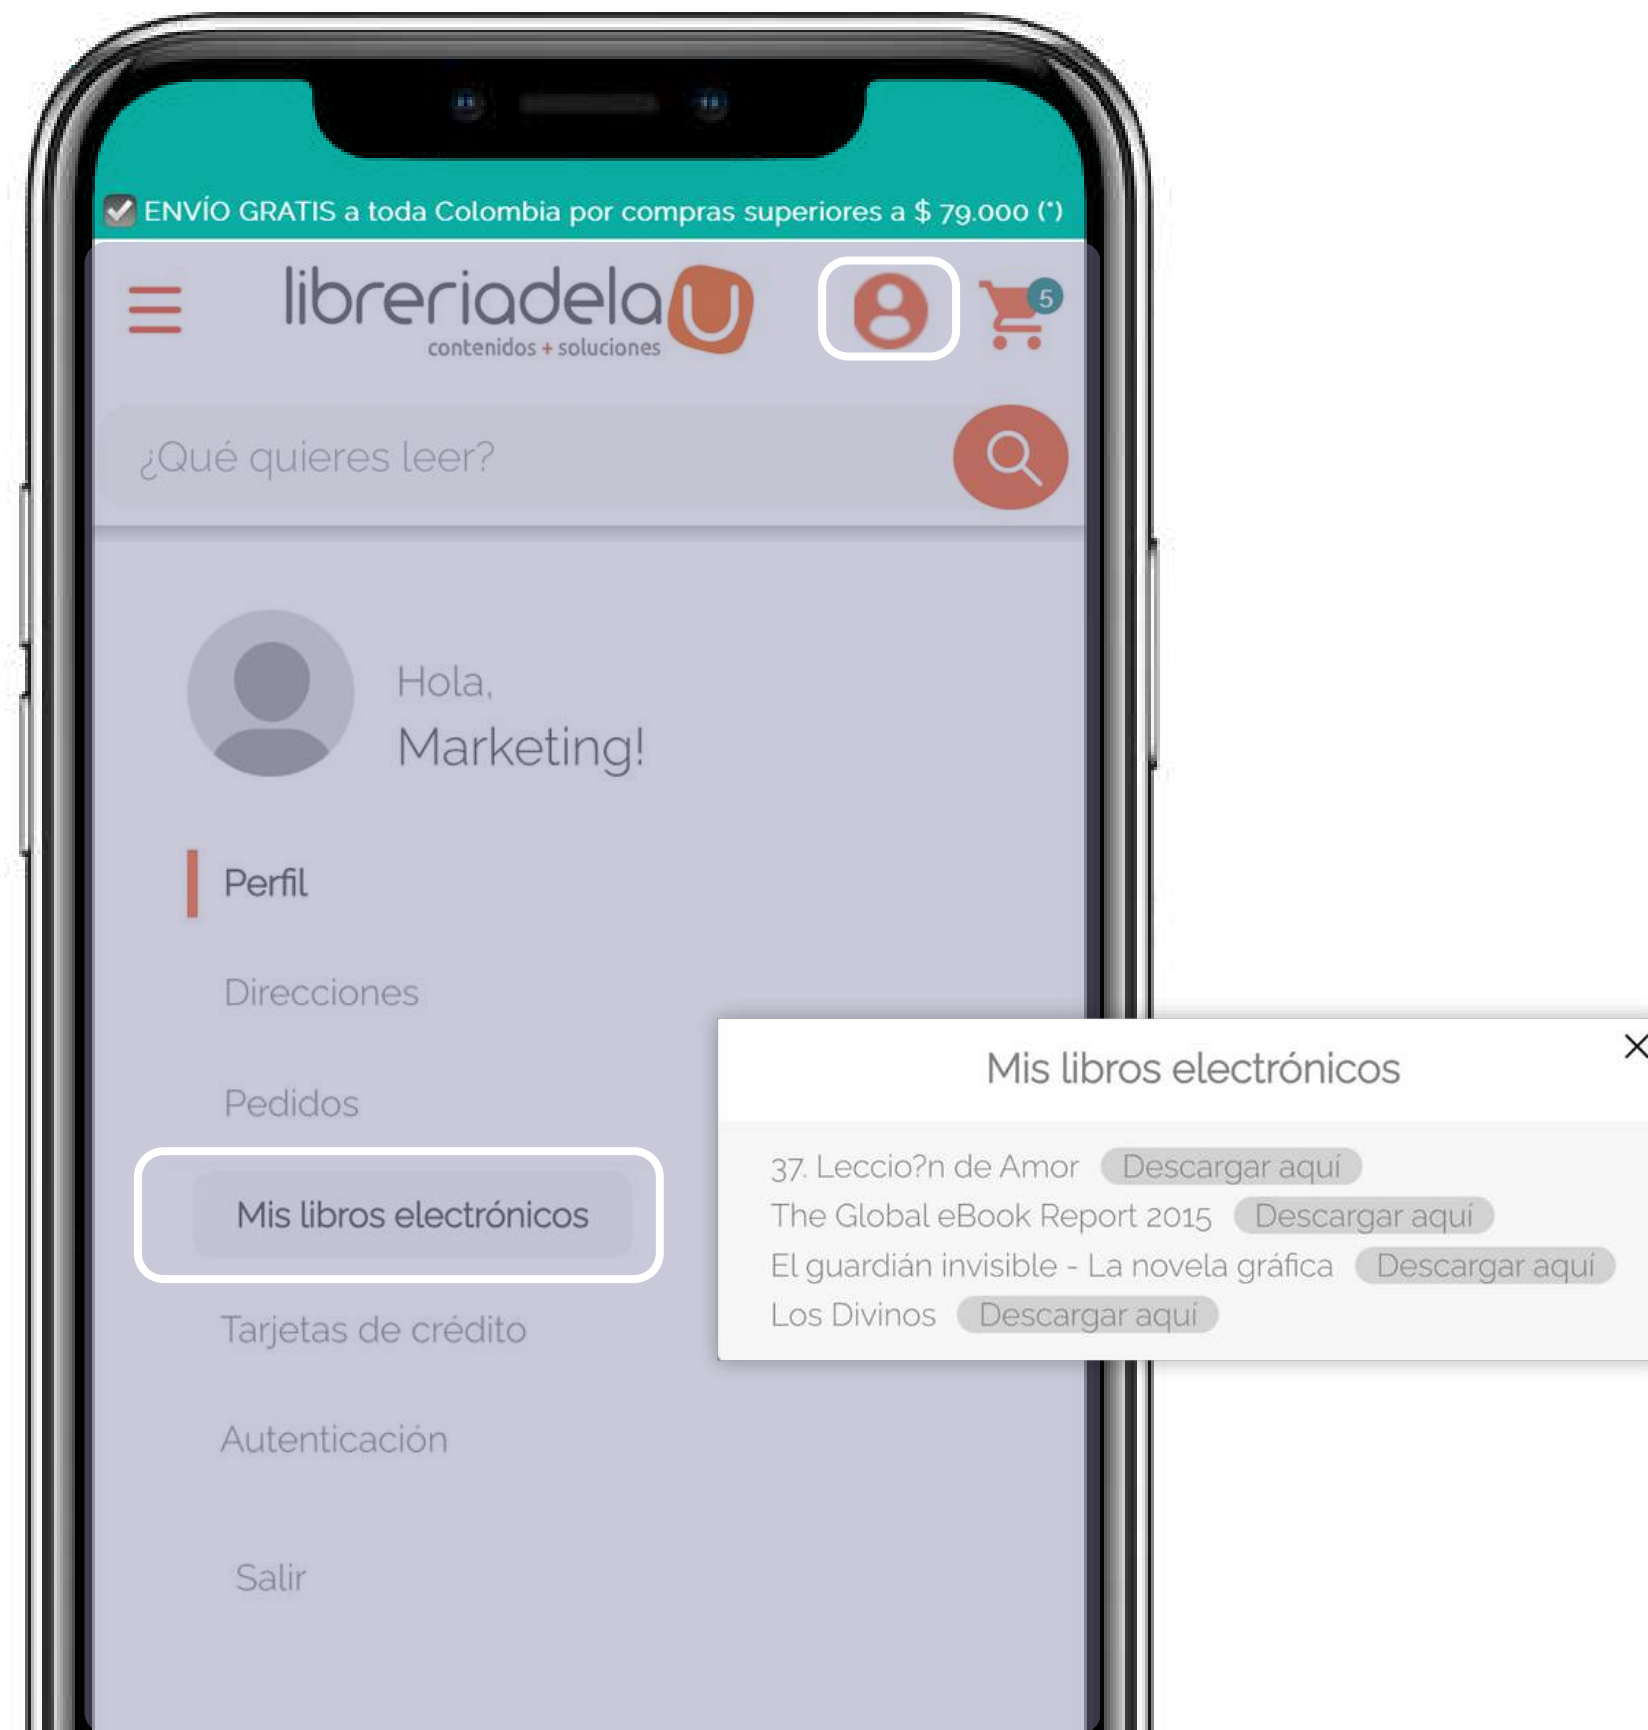 ENVÍO GRATIS a toda Colombia por compras superiores a $ 79.000 (*)
libreriadelaU
contenidos + soluciones
5
¿Qué quieres leer?
Hola,
Marketing!
Perfil
Direcciones
Pedidos
Mis libros electrónicos
Tarjetas de crédito
Autenticación
Salir
Mis libros electrónicos
37. Leccio?n de Amor Descargar aquí
The Global eBook Report 2015 Descargar aquí
El guardián invisible - La novela gráfica Descargar aquí
Los Divinos Descargar aquí